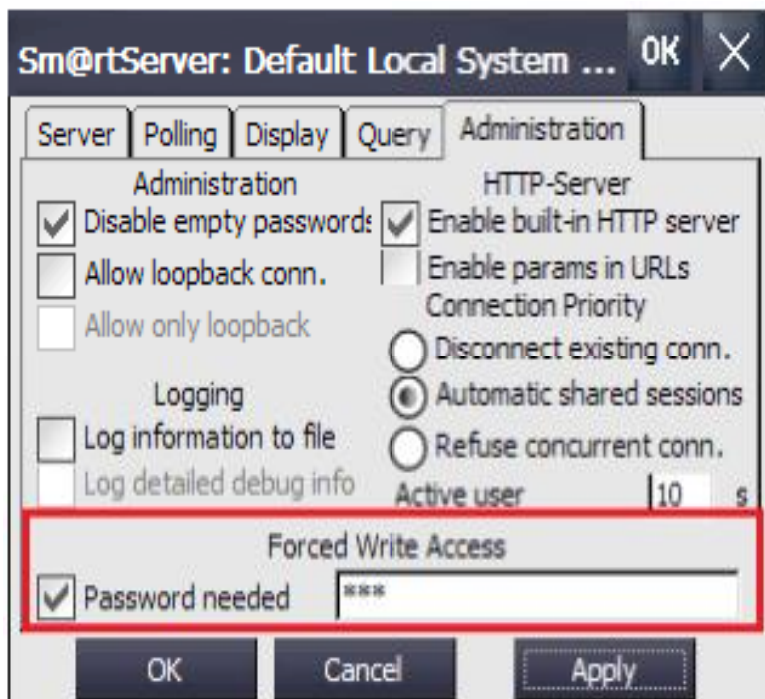 Sm@rtServer: Default Local System ... OK
Server Polling Display Query Administration
Administration
Disable empty passwords
Allow loopback conn.
Allow only loopback
Logging
Log information to file
Log detailed debug info
HTTP-Server
Enable built-in HTTP server
Enable params in URLs
Connection Priority
Disconnect existing conn.
Automatic shared sessions
Refuse concurrent conn.
Active user 10 s
Forced Write Access
Password needed ***
OK Cancel Apply